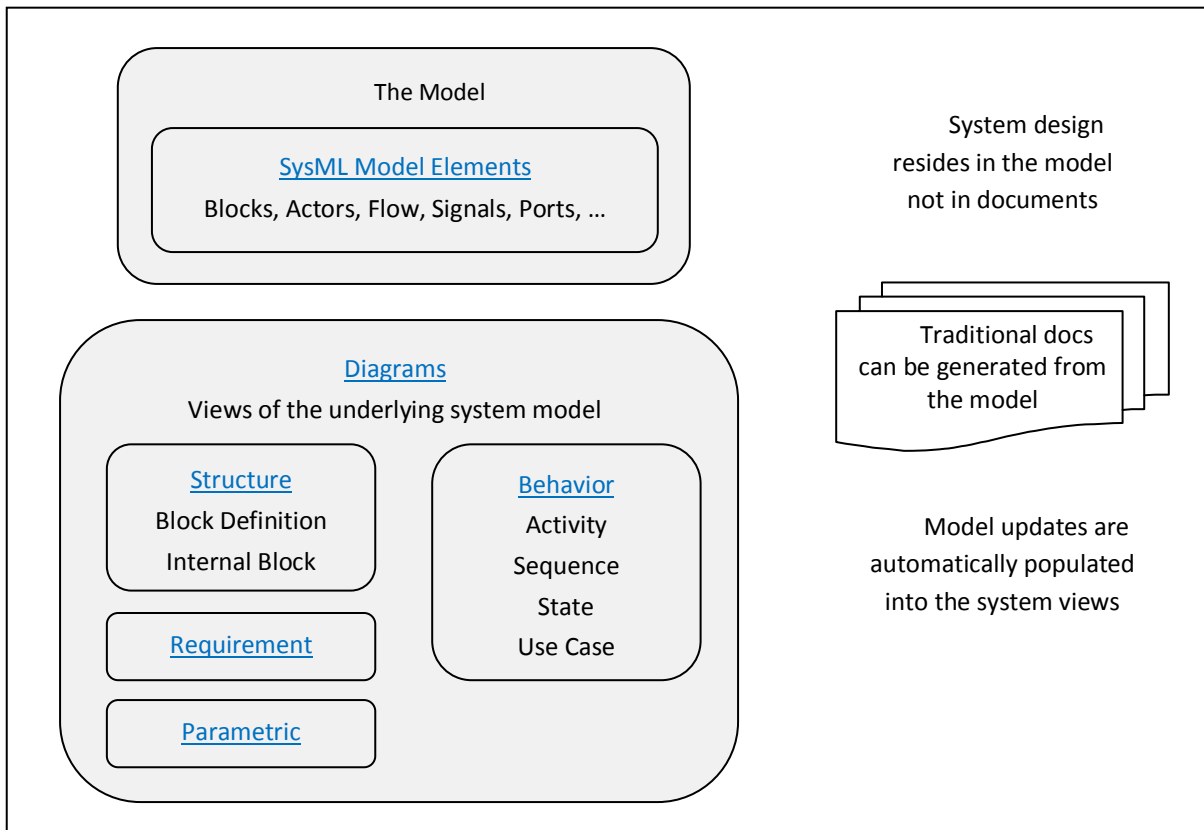 The Model
SysML Model Elements
Blocks, Actors, Flow, Signals, Ports, …
Diagrams
Views of the underlying system model
Structure
Block Definition
Internal Block
Requirement
Parametric
Behavior
Activity
Sequence
State
Use Case
System design
resides in the model
not in documents
Traditional docs
can be generated from
the model
Model updates are
automatically populated
into the system views